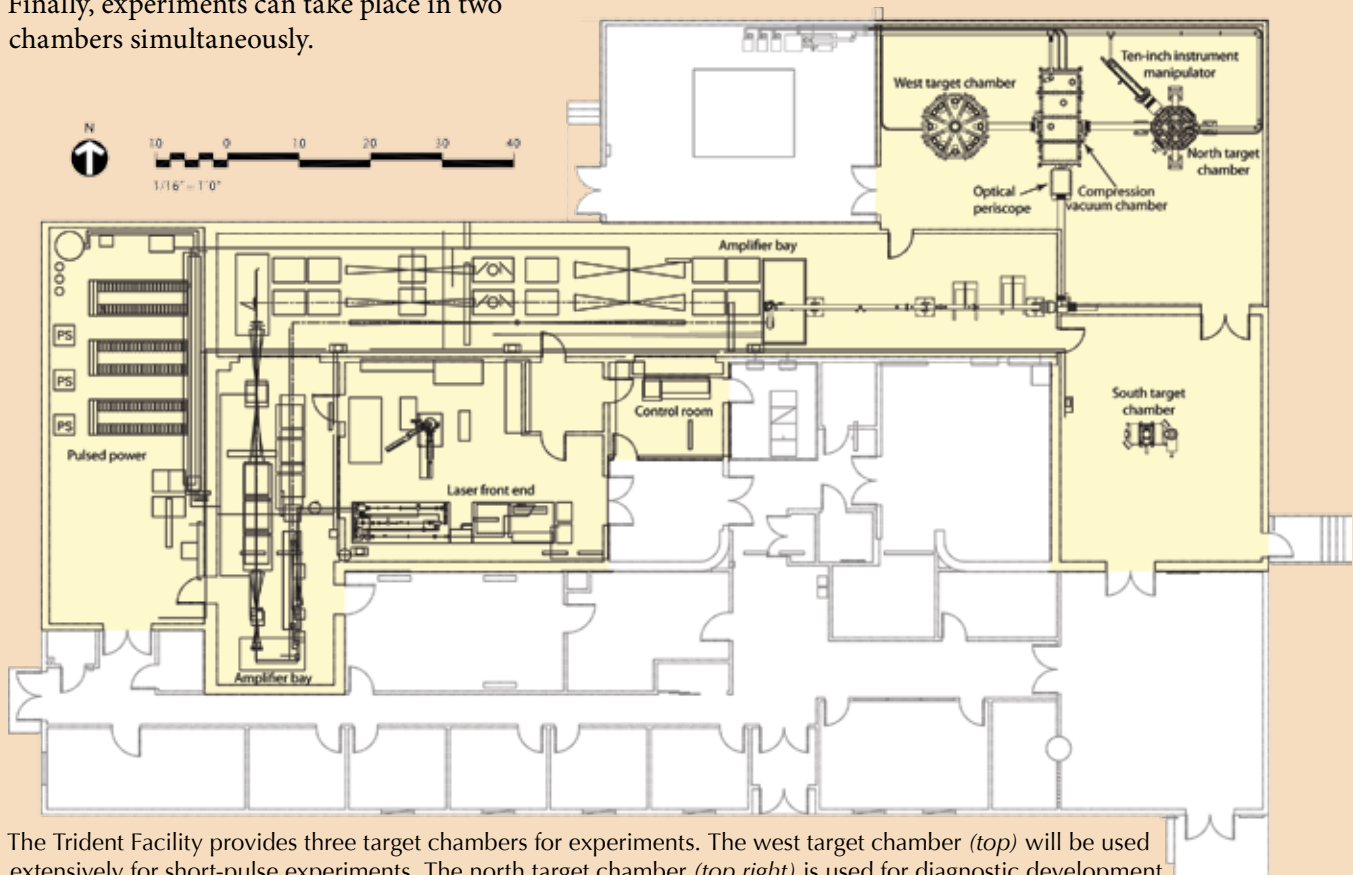 Finally, experiments can take place in two
chambers simultaneously.
N
10 0 10 20 30 40
1/16" = 1'0"
Ten-inch instrument
manipulator
West target chamber
North target
chamber
Optical
periscope
Compression
vacuum chamber
Amplifier bay
PS
PS
PS
Pulsed power
Control room
South target
chamber
Laser front end
Amplifier bay
The Trident Facility provides three target chambers for experiments. The west target chamber (top) will be used
extensively for short-pulse experiments. The north target chamber (top right) is used for diagnostic development